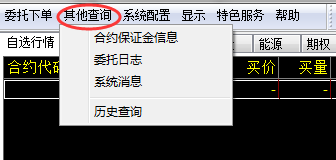 委托下单 其他查询 系统配置 显示 特色服务 帮助
自选行情 能源 期权
合约代码 买价 买量
合约保证金信息
委托日志
系统消息
历史查询
- -